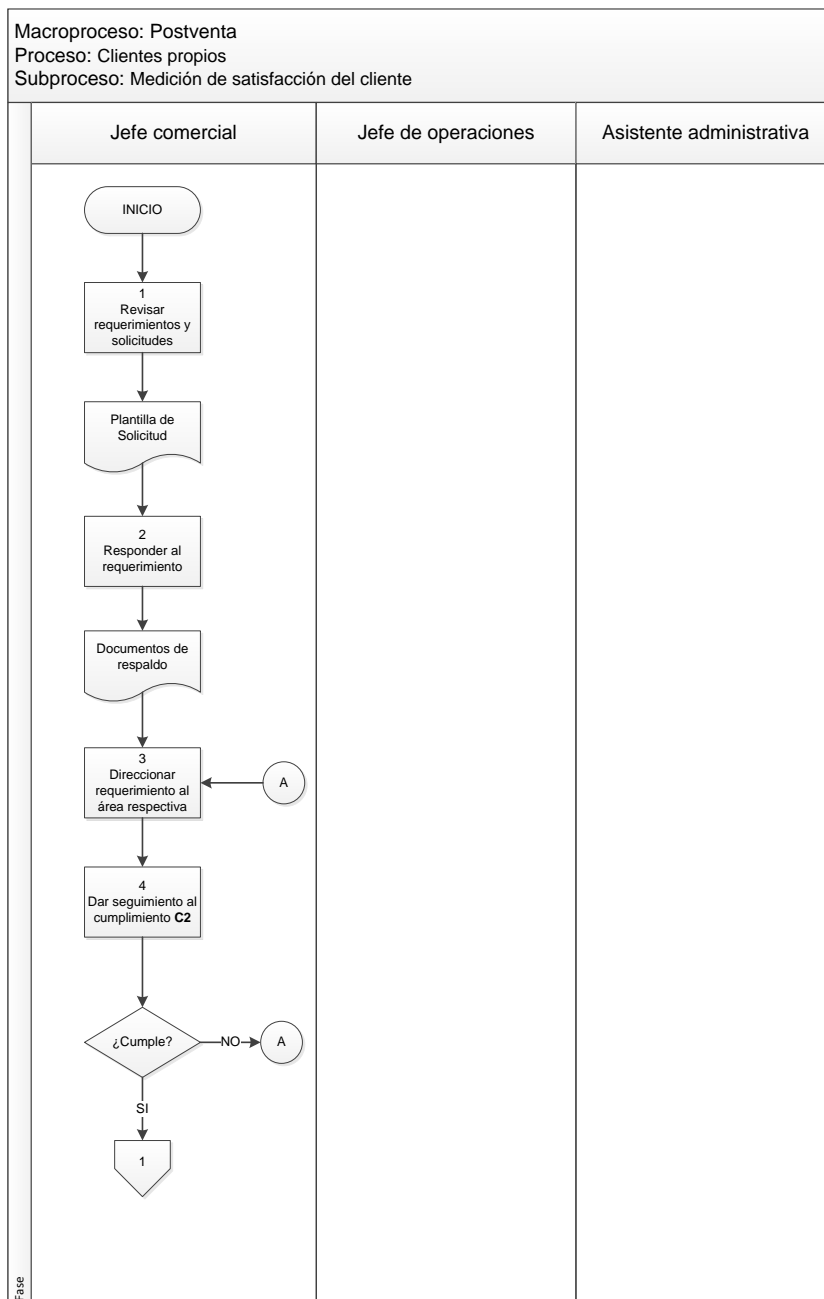 Macroproceso: Postventa
Proceso: Clientes propios
Subproceso: Medición de satisfacción del cliente
Jefe comercial
Jefe de operaciones
Asistente administrativa
INICIO
1
Revisar
requerimientos y
solicitudes
Plantilla de
Solicitud
2
Responder al
requerimiento
Documentos de
respaldo
3
Direccionar
requerimiento al
área respectiva
A
4
Dar seguimiento al
cumplimiento C2
¿Cumple?
NO
A
SI
1
Fase